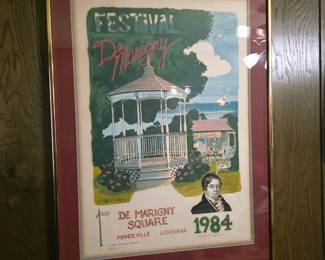 FESTIVAL
De Marigny
DE MARIGNY
SQUARE
MANDEVILLE LOUISIANA
1984